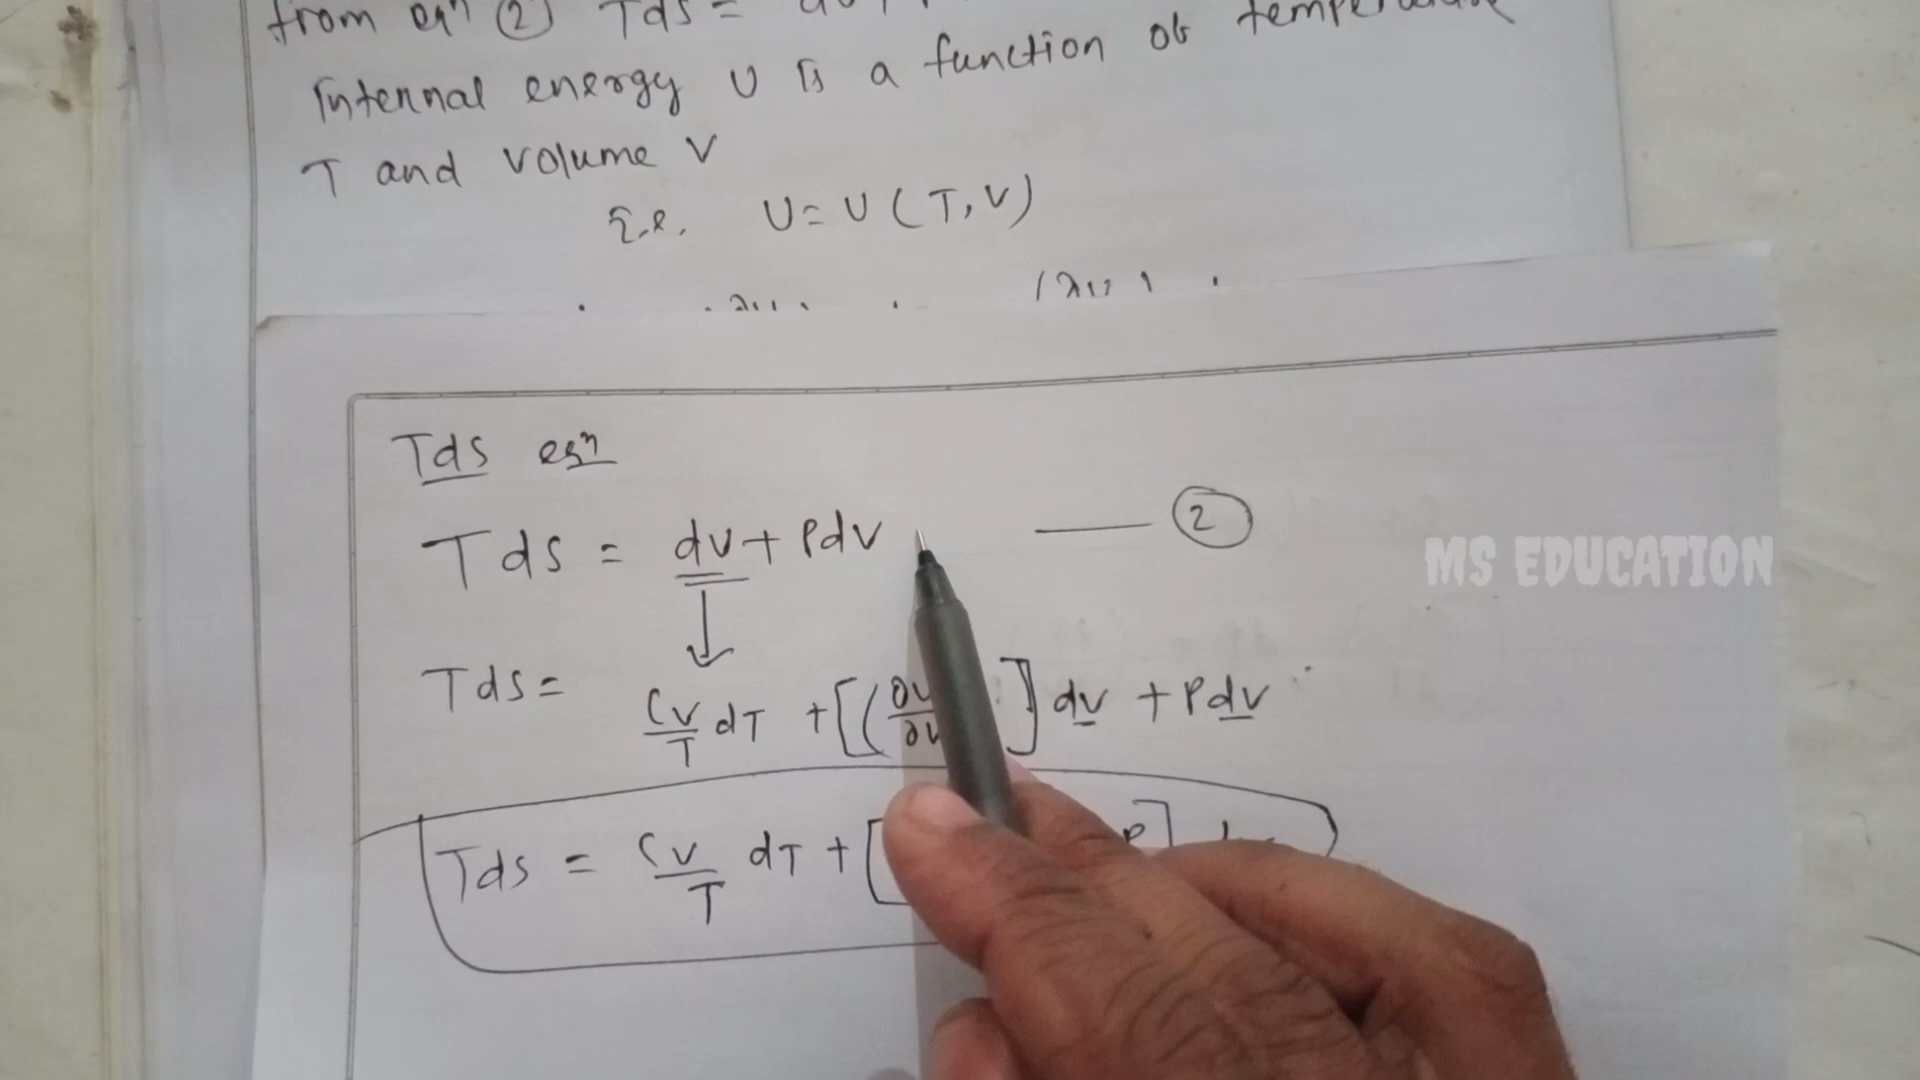 from eqⁿ ② Tds =
Internal energy U is a function of temperature
T and volume V
i.e. U = U (T, V)
Tds eqⁿ
Tds = dU + PdV — ②
Tds = Cv/T dT + [(∂U/∂V ] dV + PdV
Tds = Cv/T dT + [ P]
MS EDUCATION